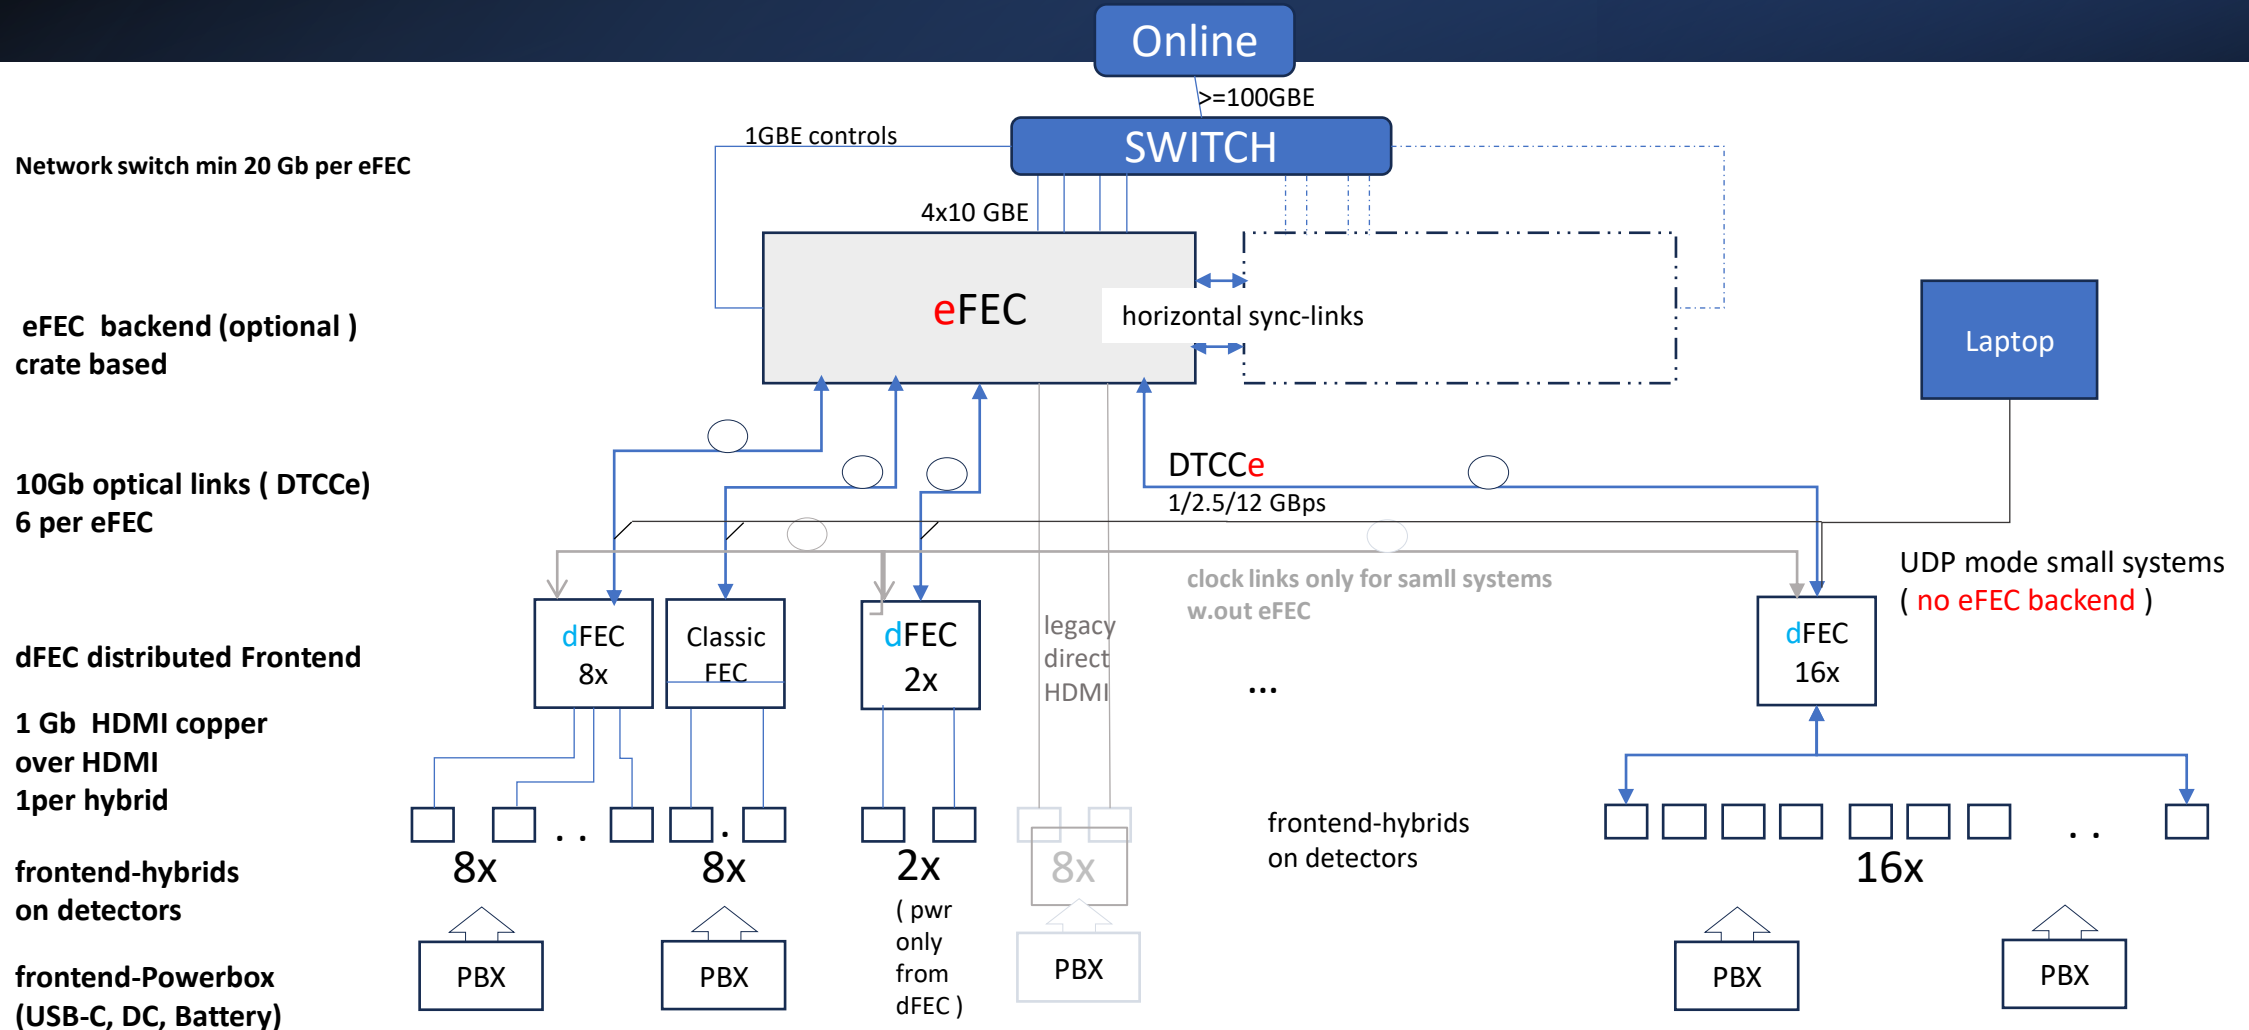 Online
>=100GBE
1GBE controls
SWITCH
Network switch min 20 Gb per eFEC
4x10 GBE
eFEC
horizontal sync-links
eFEC backend (optional )
crate based
Laptop
10Gb optical links ( DTCCe)
6 per eFEC
DTCCe
1/2.5/12 GBps
UDP mode small systems
( no eFEC backend )
clock links only for samll systems
w.out eFEC
dFEC distributed Frontend
dFEC
8x
Classic
FEC
dFEC
2x
legacy
direct
HDMI
...
dFEC
16x
1 Gb HDMI copper
over HDMI
1per hybrid
. .
.
. .
frontend-hybrids
on detectors
frontend-hybrids
on detectors
8x
8x
2x
8x
16x
( pwr
only
from
dFEC )
frontend-Powerbox
(USB-C, DC, Battery)
PBX
PBX
PBX
PBX
PBX